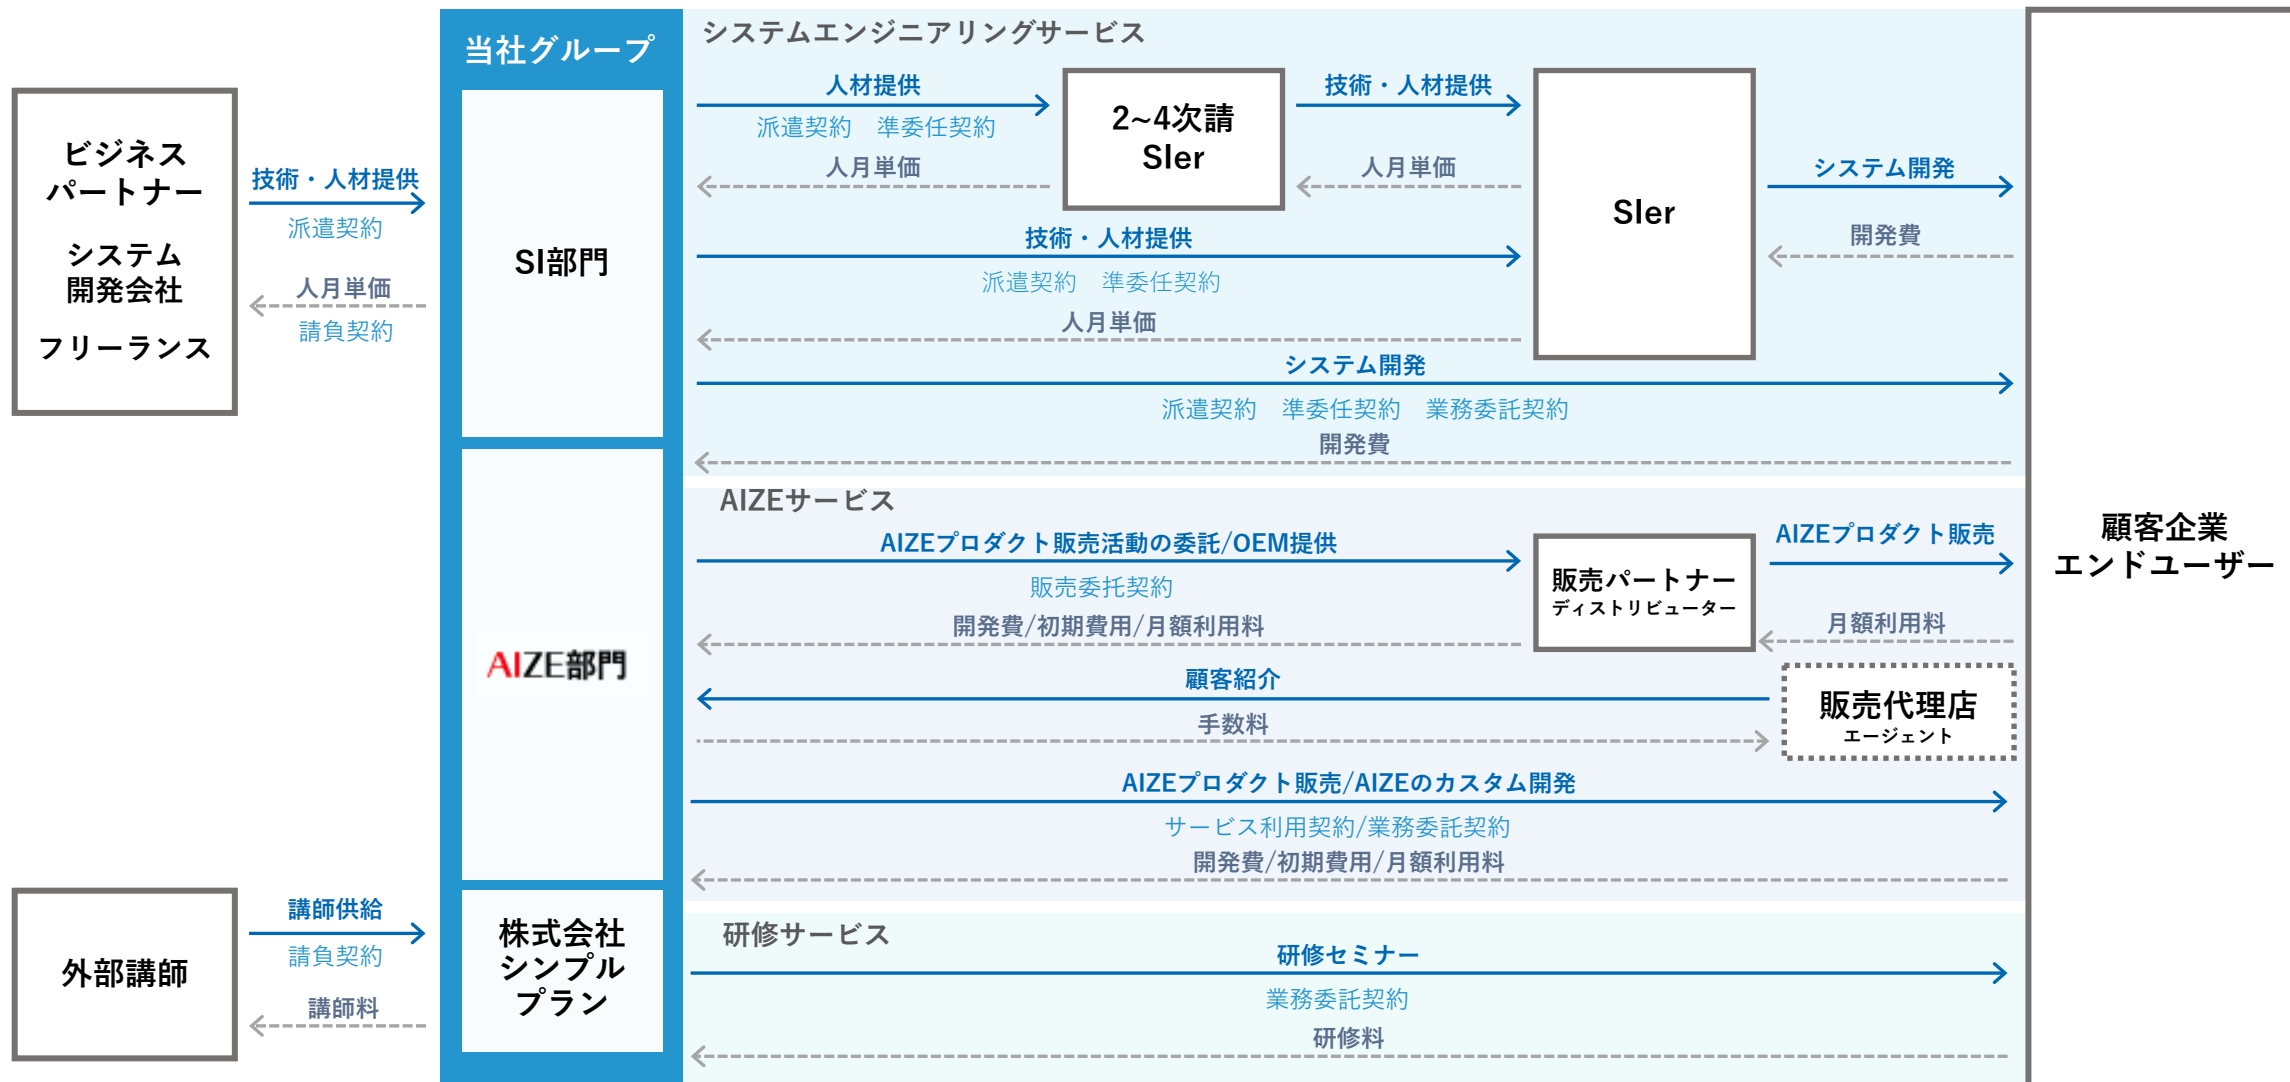 システムエンジニアリングサービス
当社グループ
ビジネス
パートナー
システム
開発会社
フリーランス
技術・人材提供
派遣契約
人月単価
請負契約
SI部門
人材提供
派遣契約 準委任契約
人月単価
2~4次請
SIer
技術・人材提供
人月単価
SIer
システム開発
開発費
技術・人材提供
派遣契約 準委任契約
人月単価
システム開発
派遣契約 準委任契約 業務委託契約
開発費
AIZEサービス
AIZE部門
AIZEプロダクト販売活動の委託/OEM提供
販売委托契約
開発費/初期費用/月額利用料
販売パートナー
ディストリビューター
AIZEプロダクト販売
月額利用料
顧客紹介
手数料
販売代理店
エージェント
AIZEプロダクト販売/AIZEのカスタム開発
サービス利用契約/業務委託契約
開発費/初期費用/月額利用料
顧客企業
エンドユーザー
外部講師
講師供給
請負契約
講師料
株式会社
シンプル
プラン
研修サービス
研修セミナー
業務委託契約
研修料